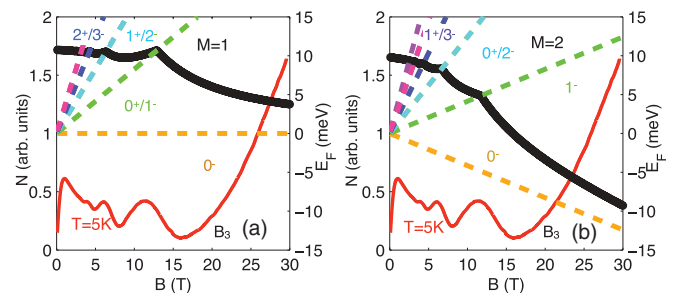 2⁺/3⁻ 1⁺/2⁻ M=1
0⁺/1⁻
0⁻
T=5K
B₃ (a)
N (arb. units)
2
1.5
1
0.5
0
0 5 10 15 20 25 30
B (T)
15
10
5
0
−5
−10
−15
E_F (meV)
1⁺/3⁻ 0⁺/2⁻ M=2
1⁻
0⁻
T=5K
B₃ (b)
N (arb. units)
2
1.5
1
0.5
0
0 5 10 15 20 25 30
B (T)
15
10
5
0
−5
−10
−15
E_F (meV)